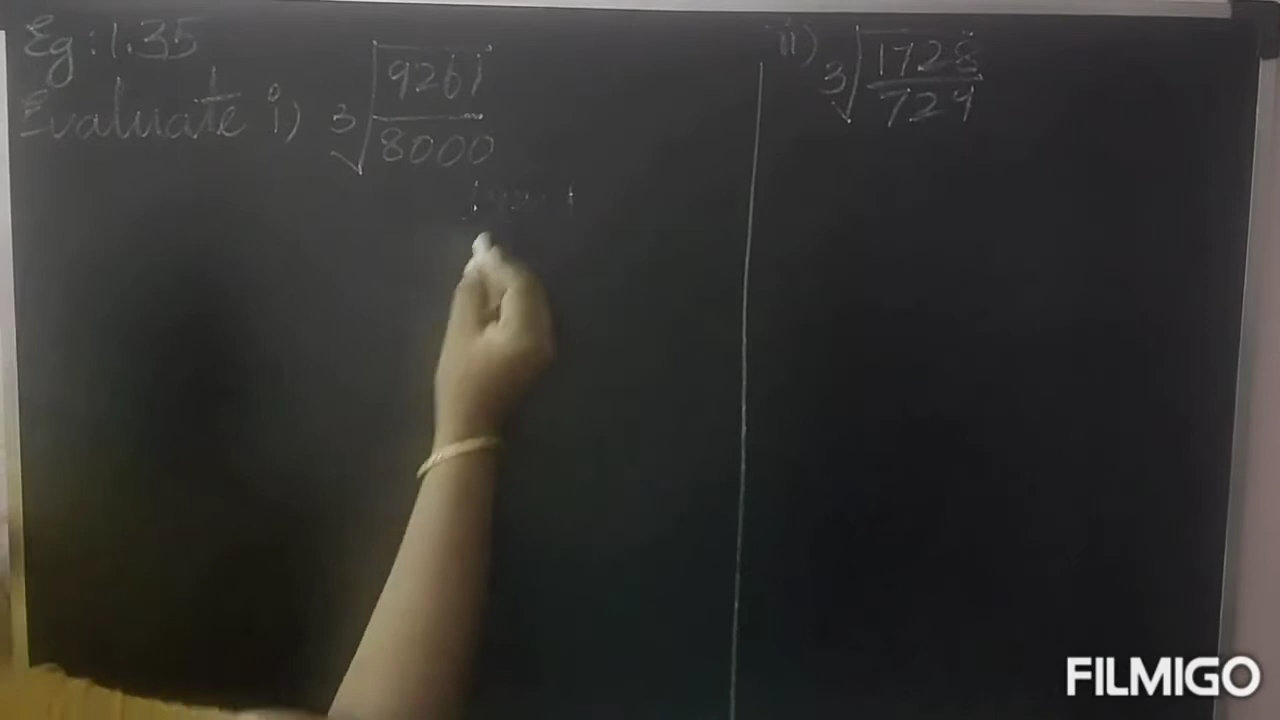 Eg: 1.35
Evaluate i) ∛(9261/8000)
ii) ∛(1728/729)
FILMIGO